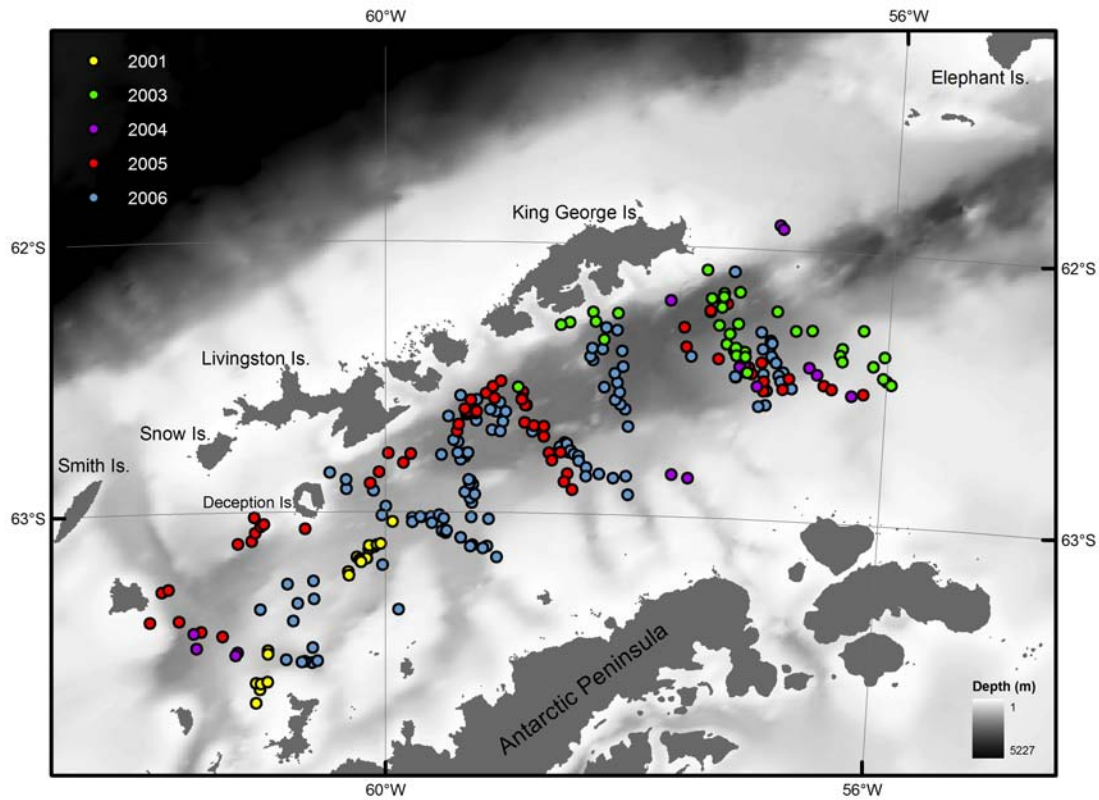 60°W
56°W
2001
2003
2004
2005
2006
Elephant Is.
King George Is.
62°S
62°S
Livingston Is.
Snow Is.
Smith Is.
Deception Is.
63°S
63°S
Antarctic Peninsula
Depth (m)
1
5227
60°W
56°W